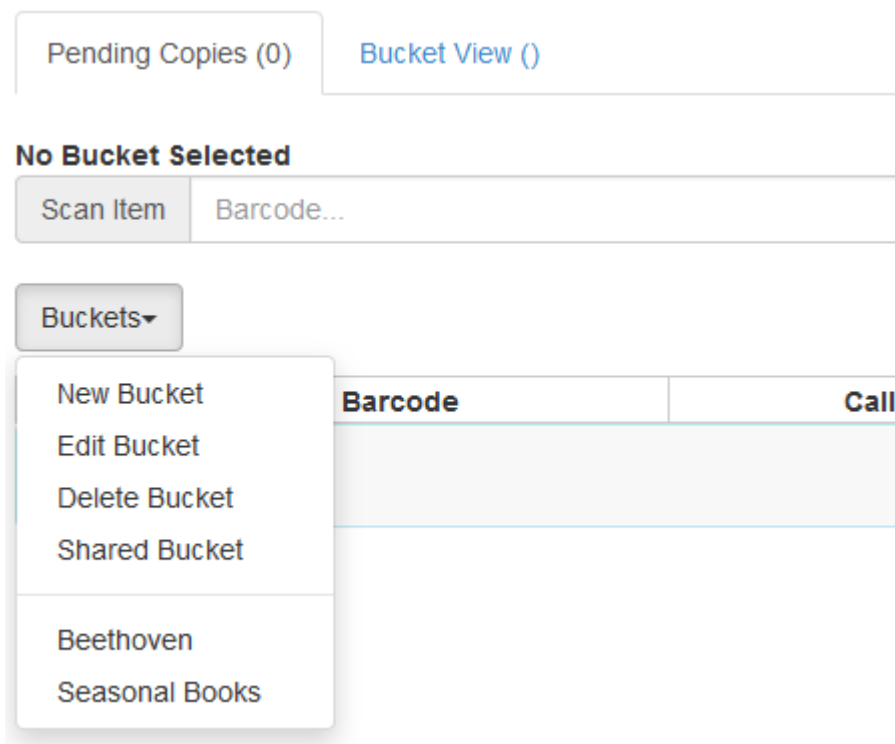 Pending Copies (0) Bucket View ()
No Bucket Selected
Scan Item Barcode...
Buckets
New Bucket
Barcode Call
Edit Bucket
Delete Bucket
Shared Bucket
Beethoven
Seasonal Books